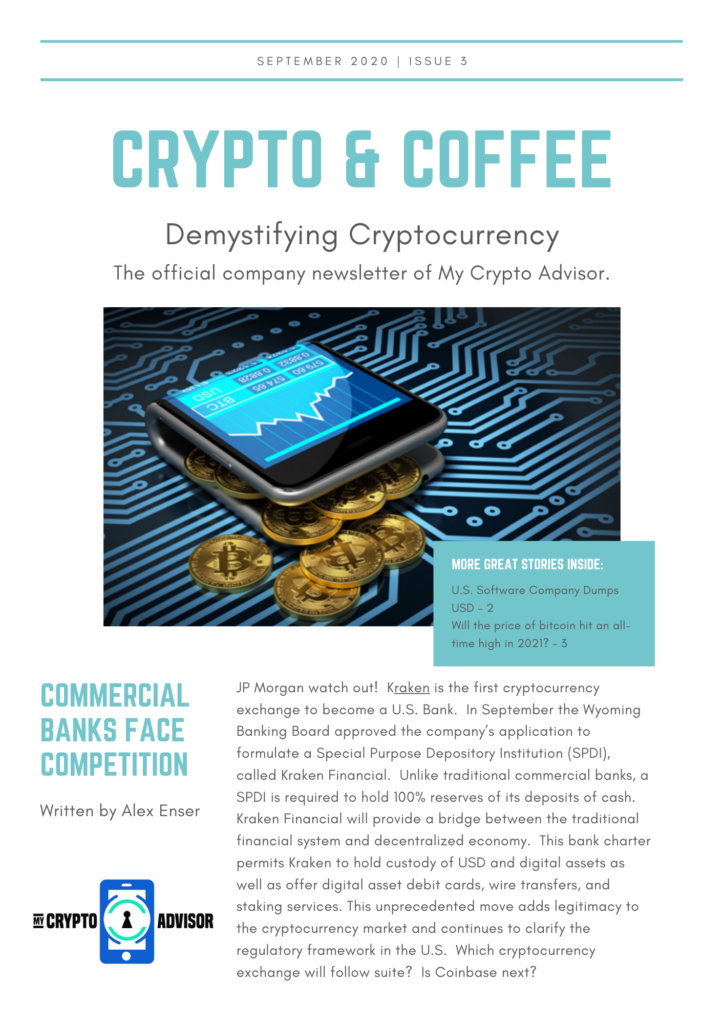 SEPTEMBER 2020 | ISSUE 3
CRYPTO & COFFEE
Demystifying Cryptocurrency
The official company newsletter of My Crypto Advisor.
USD
0.8828
0.8832
BTC
574.65
579.60
MORE GREAT STORIES INSIDE:
U.S. Software Company Dumps
USD - 2
Will the price of bitcoin hit an all-
time high in 2021? - 3
COMMERCIAL
BANKS FACE
COMPETITION
Written by Alex Enser
MY CRYPTO ADVISOR
JP Morgan watch out!  Kraken is the first cryptocurrency
exchange to become a U.S. Bank.  In September the Wyoming
Banking Board approved the company's application to
formulate a Special Purpose Depository Institution (SPDI),
called Kraken Financial.  Unlike traditional commercial banks, a
SPDI is required to hold 100% reserves of its deposits of cash.
Kraken Financial will provide a bridge between the traditional
financial system and decentralized economy.  This bank charter
permits Kraken to hold custody of USD and digital assets as
well as offer digital asset debit cards, wire transfers, and
staking services. This unprecedented move adds legitimacy to
the cryptocurrency market and continues to clarify the
regulatory framework in the U.S.  Which cryptocurrency
exchange will follow suite?  Is Coinbase next?